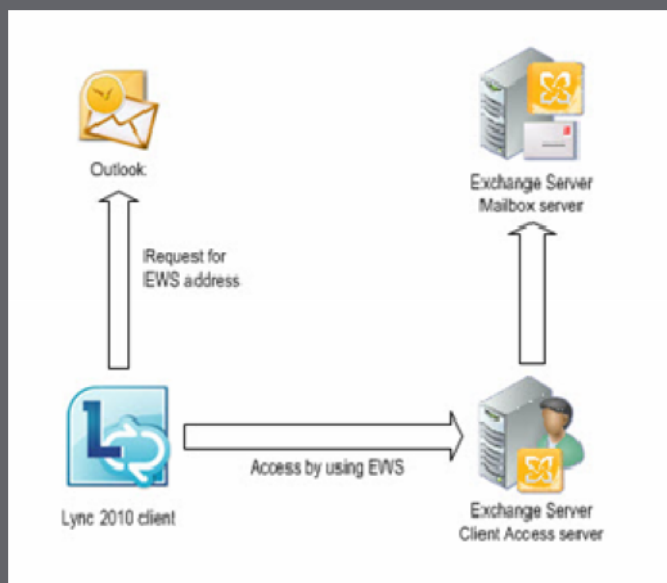 Outlook
Exchange Server
Mailbox server
Request for
EWS address
Access by using EWS
Lync 2010 client
Exchange Server
Client Access server